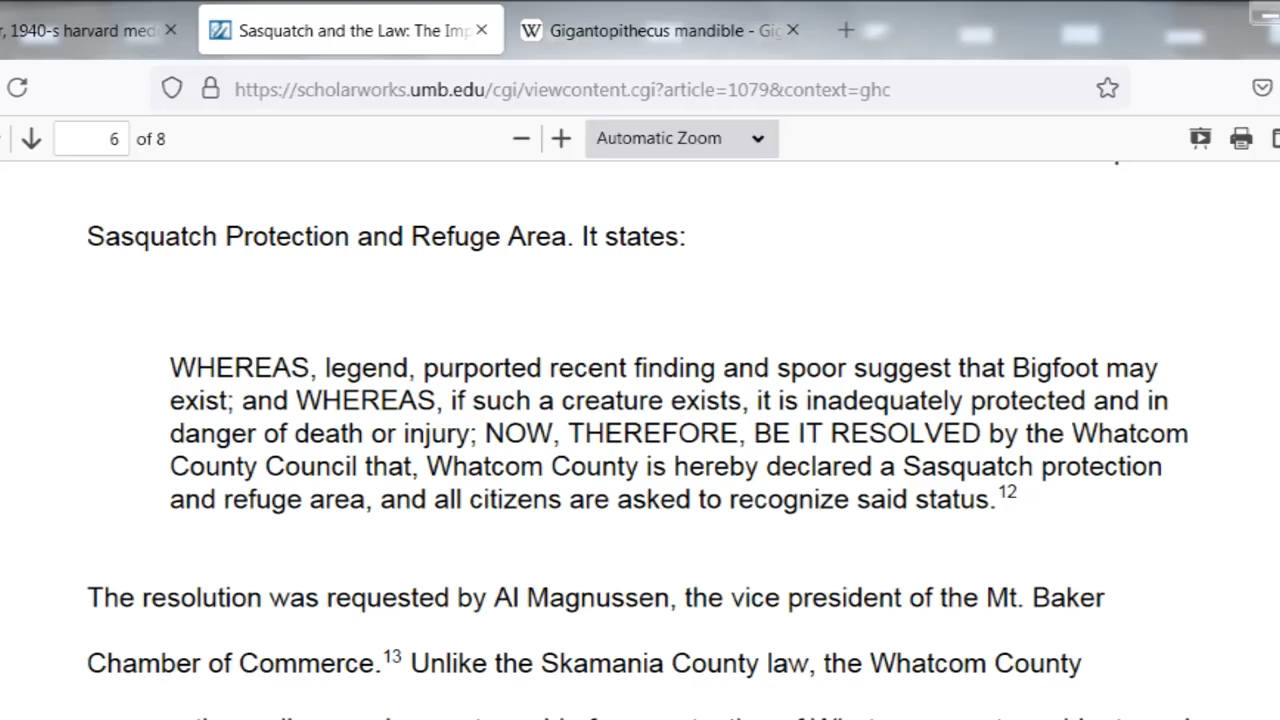 , 1940-s harvard med
Sasquatch and the Law: The Imp
W Gigantopithecus mandible - Gig
https://scholarworks.umb.edu/cgi/viewcontent.cgi?article=1079&context=ghc
6 of 8
Automatic Zoom
Sasquatch Protection and Refuge Area. It states:
WHEREAS, legend, purported recent finding and spoor suggest that Bigfoot may
exist; and WHEREAS, if such a creature exists, it is inadequately protected and in
danger of death or injury; NOW, THEREFORE, BE IT RESOLVED by the Whatcom
County Council that, Whatcom County is hereby declared a Sasquatch protection
and refuge area, and all citizens are asked to recognize said status.12
The resolution was requested by Al Magnussen, the vice president of the Mt. Baker
Chamber of Commerce.13 Unlike the Skamania County law, the Whatcom County